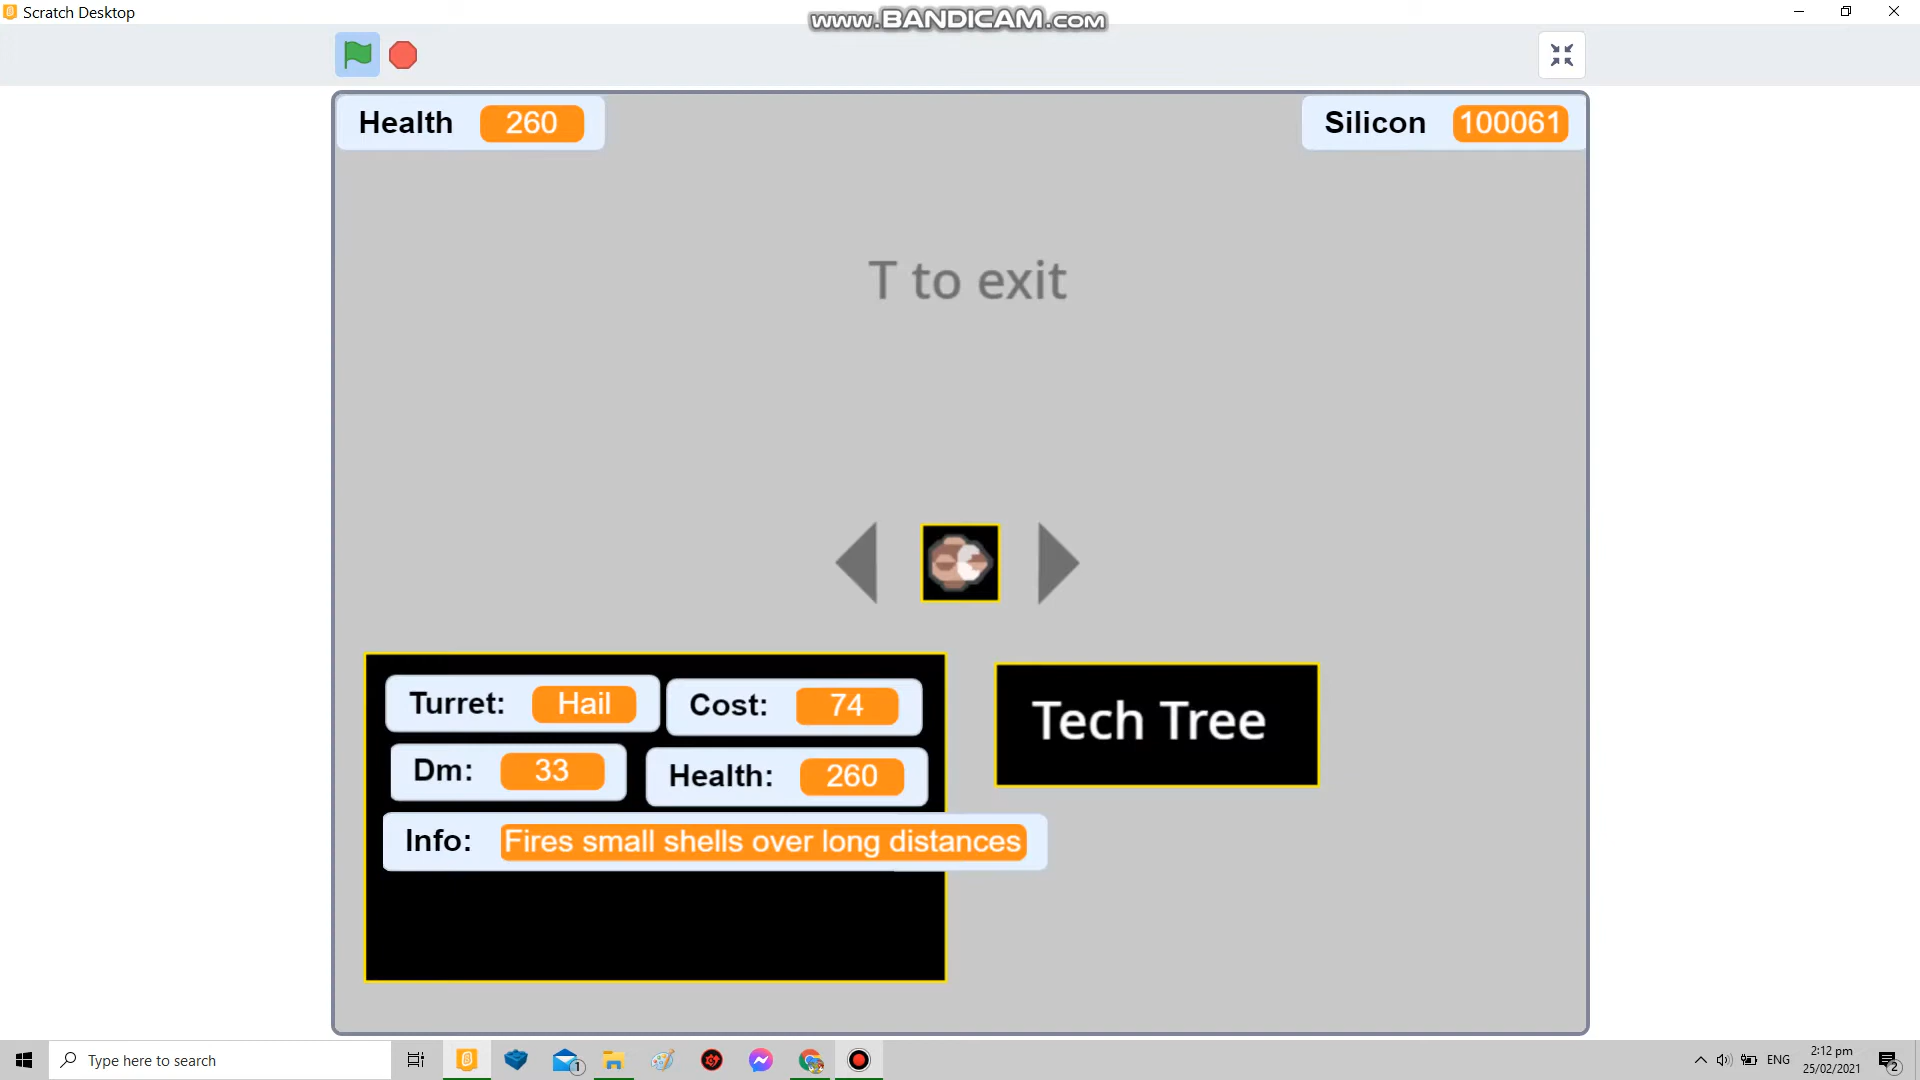 Scratch Desktop
www.BANDICAM.com
Health 260
Silicon 100061
T to exit
Turret: Hail
Cost: 74
Dm: 33
Health: 260
Info: Fires small shells over long distances
Tech Tree
Type here to search
1
ENG
2:12 pm
25/02/2021
2